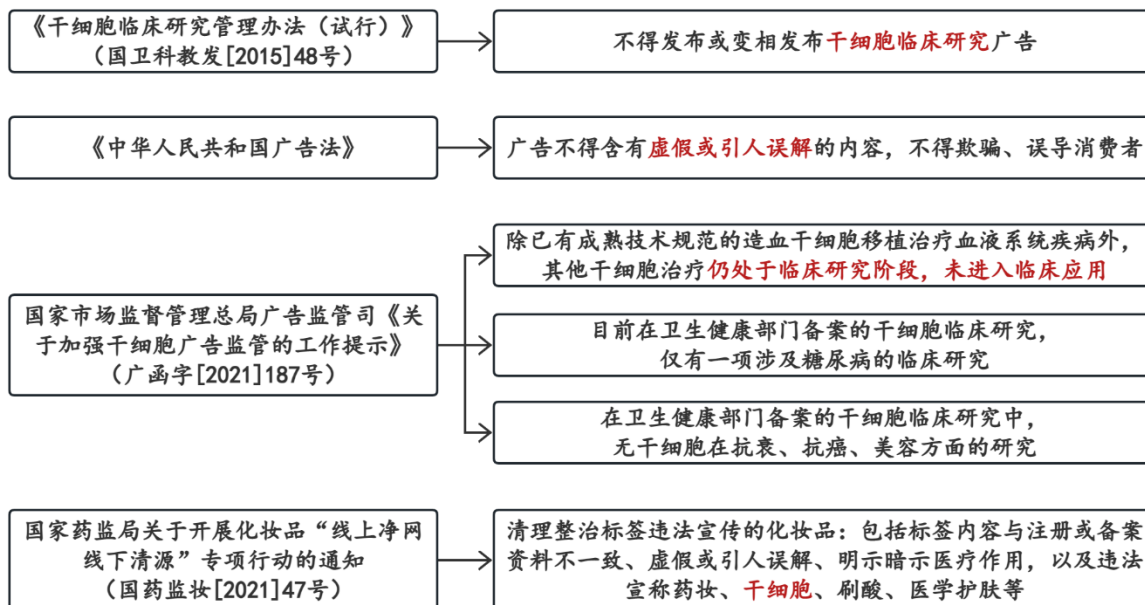 《干细胞临床研究管理办法（试行）》
（国卫科教发[2015]48号）
不得发布或变相发布干细胞临床研究广告
《中华人民共和国广告法》
广告不得含有虚假或引人误解的内容，不得欺骗、误导消费者
国家市场监督管理总局广告监管司《关
于加强干细胞广告监管的工作提示》
（广函字[2021]187号）
除已有成熟技术规范的造血干细胞移植治疗血液系统疾病外，
其他干细胞治疗仍处于临床研究阶段，未进入临床应用
目前在卫生健康部门备案的干细胞临床研究，
仅有一项涉及糖尿病的临床研究
在卫生健康部门备案的干细胞临床研究中，
无干细胞在抗衰、抗癌、美容方面的研究
国家药监局关于开展化妆品“线上净网
线下清源”专项行动的通知
（国药监妆[2021]47号）
清理整治标签违法宣传的化妆品：包括标签内容与注册或备案
资料不一致、虚假或引人误解、明示暗示医疗作用，以及违法
宣称药妆、干细胞、刷酸、医学护肤等